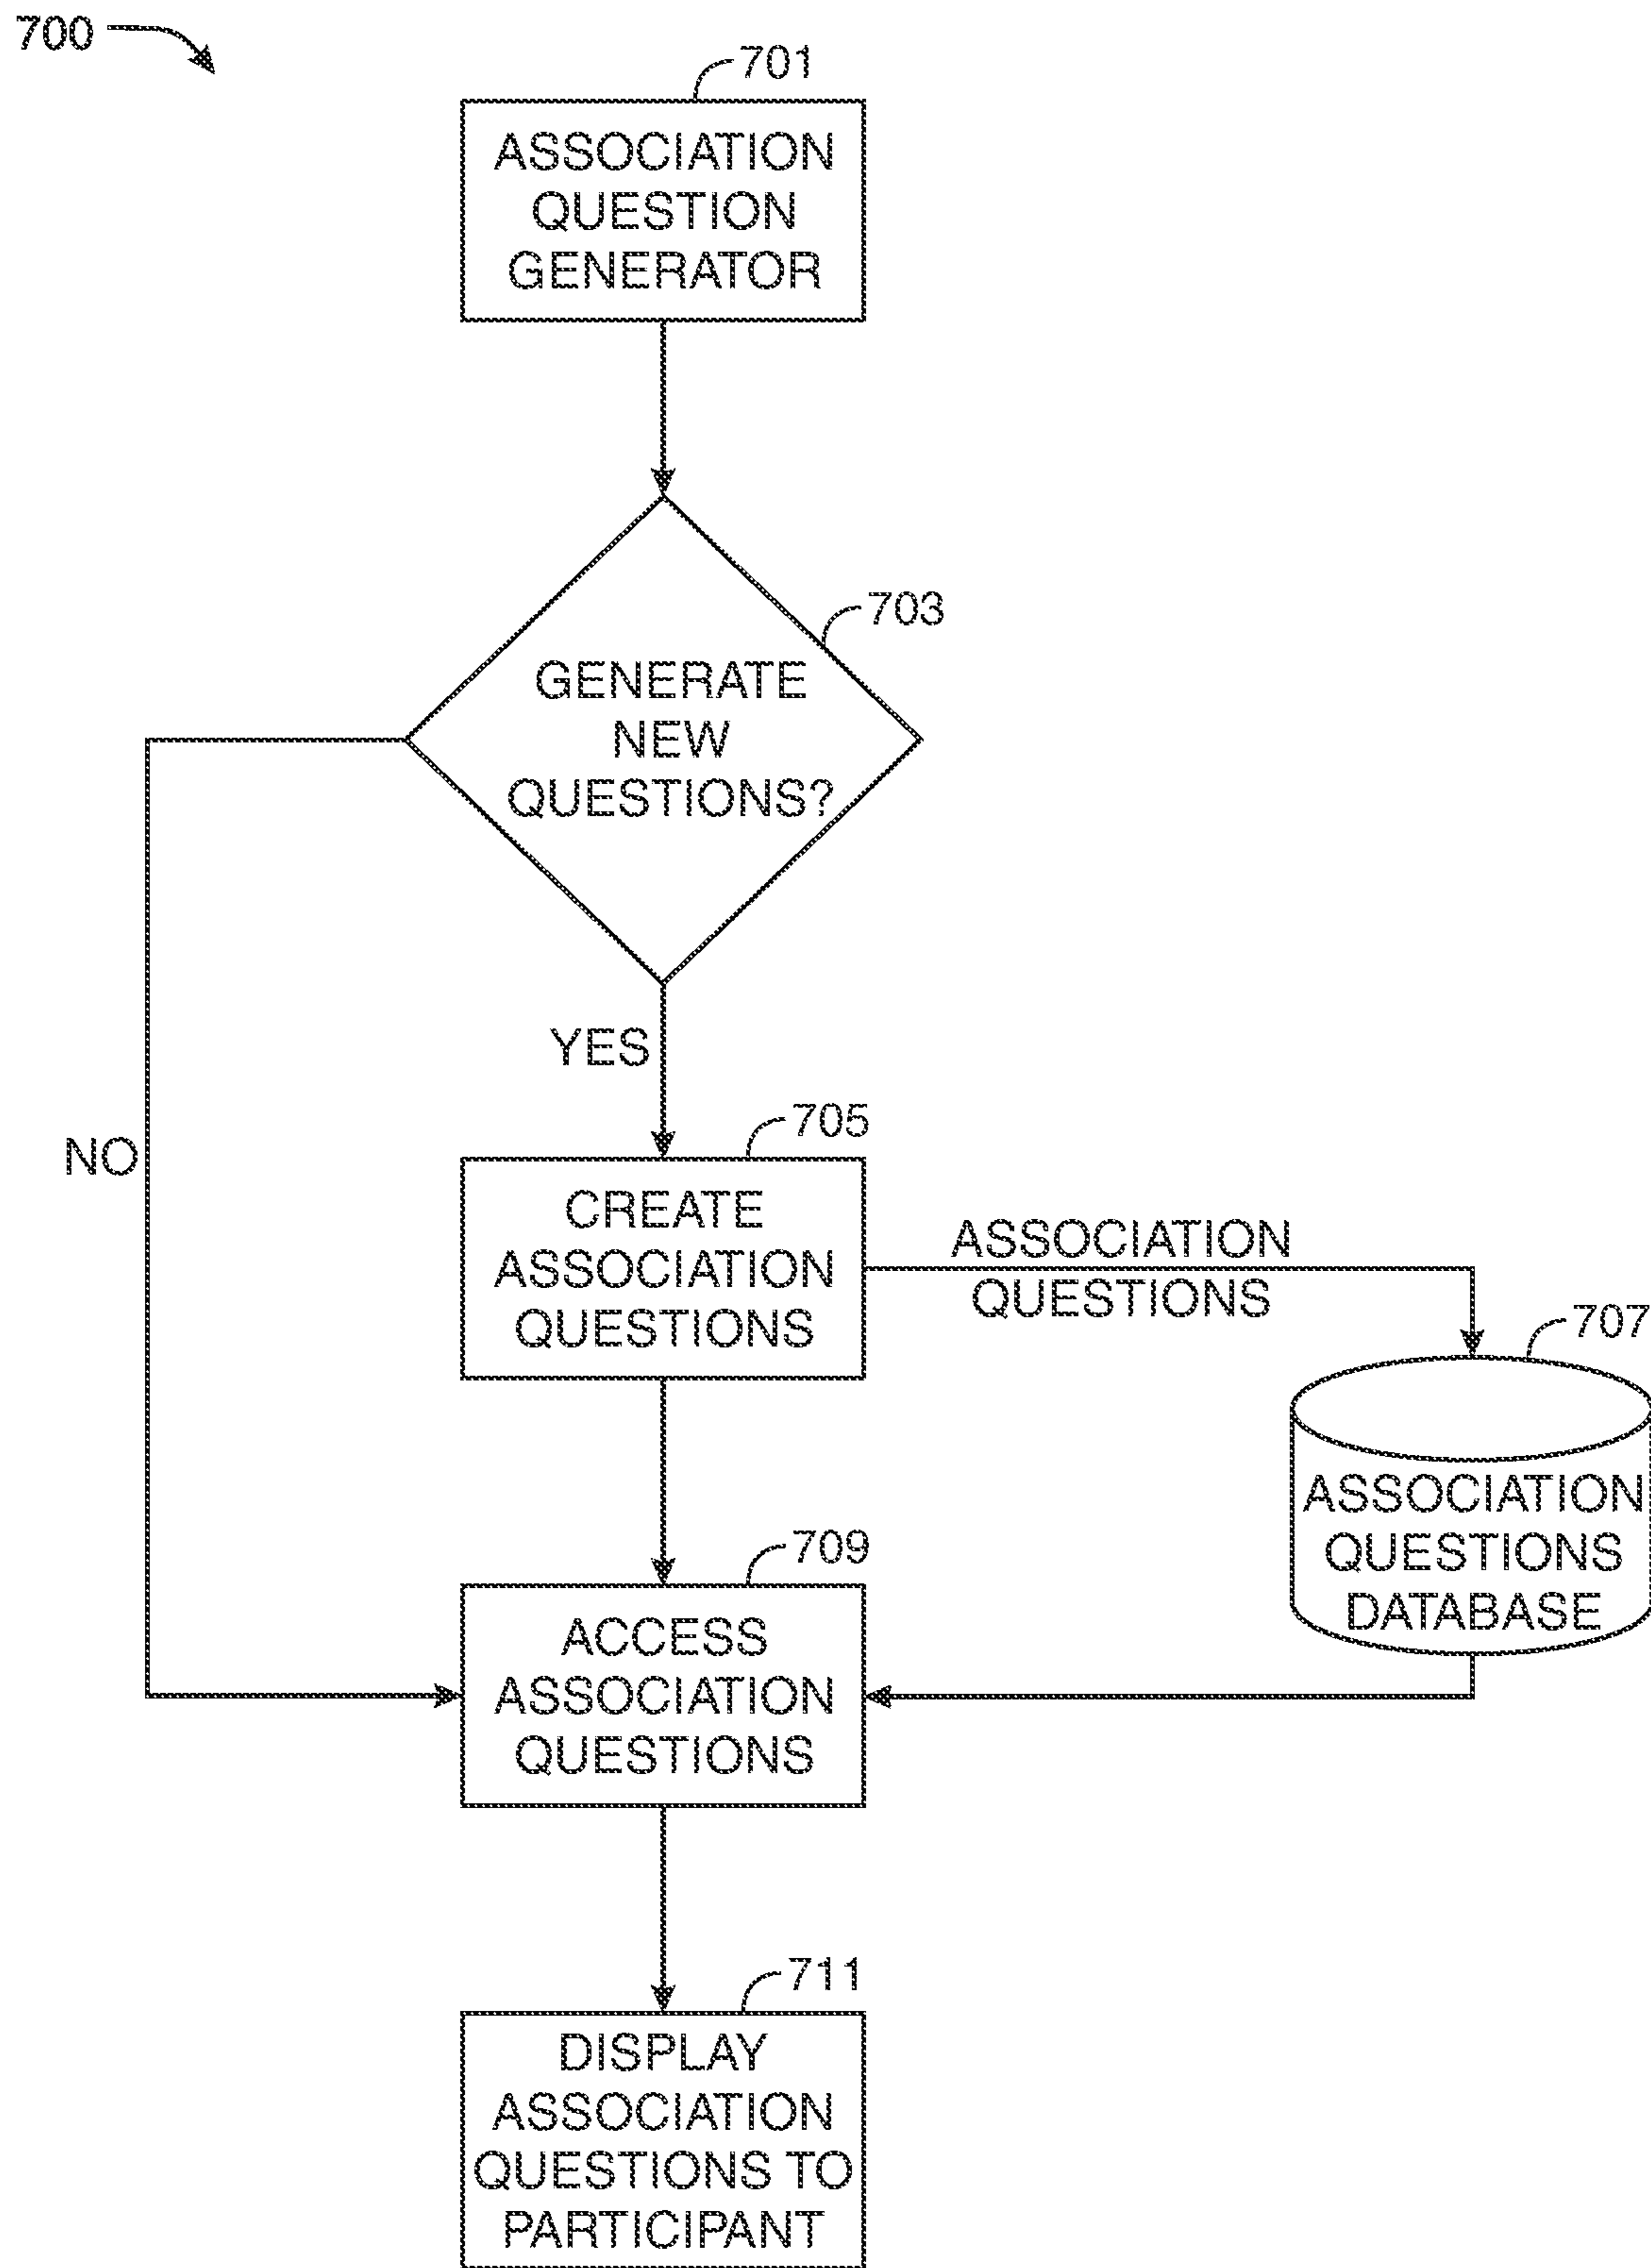 700
701
ASSOCIATION
QUESTION
GENERATOR
703
GENERATE
NEW
QUESTIONS?
YES
NO
705
CREATE
ASSOCIATION
QUESTIONS
ASSOCIATION
QUESTIONS
707
ASSOCIATION
QUESTIONS
DATABASE
709
ACCESS
ASSOCIATION
QUESTIONS
711
DISPLAY
ASSOCIATION
QUESTIONS TO
PARTICIPANT